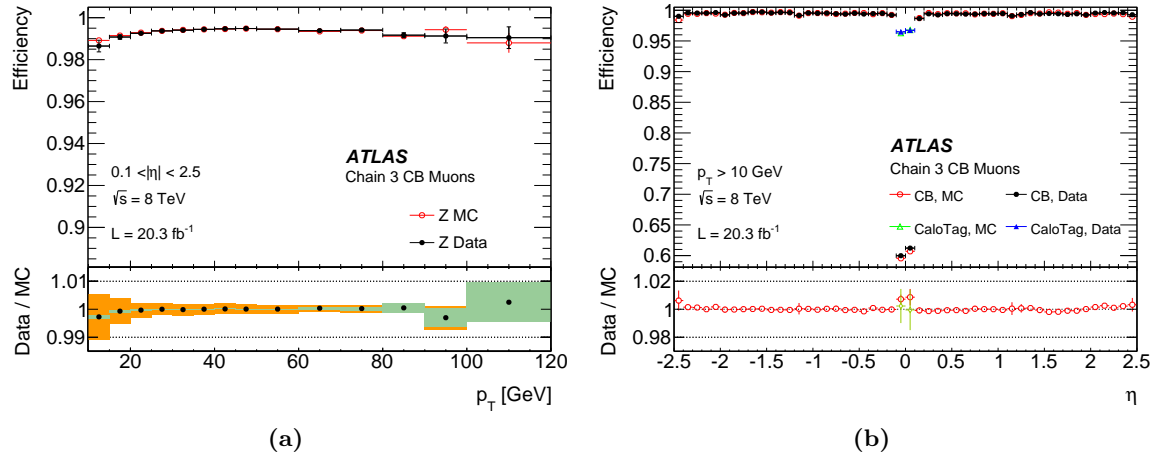 Efficiency
1
0.98
0.96
0.94
0.92
0.9
ATLAS
Chain 3 CB Muons
0.1 <|η| < 2.5
√s = 8 TeV
L = 20.3 fb⁻¹
Z MC
Z Data
Data / MC
1.01
1
0.99
20 40 60 80 100 120
p_T [GeV]
(a)
Efficiency
1
0.95
0.9
0.85
0.8
0.75
0.7
0.65
0.6
ATLAS
Chain 3 CB Muons
p_T > 10 GeV
√s = 8 TeV
L = 20.3 fb⁻¹
CB, MC
CB, Data
CaloTag, MC
CaloTag, Data
Data / MC
1.02
1
0.98
-2.5 -2 -1.5 -1 -0.5 0 0.5 1 1.5 2 2.5
η
(b)